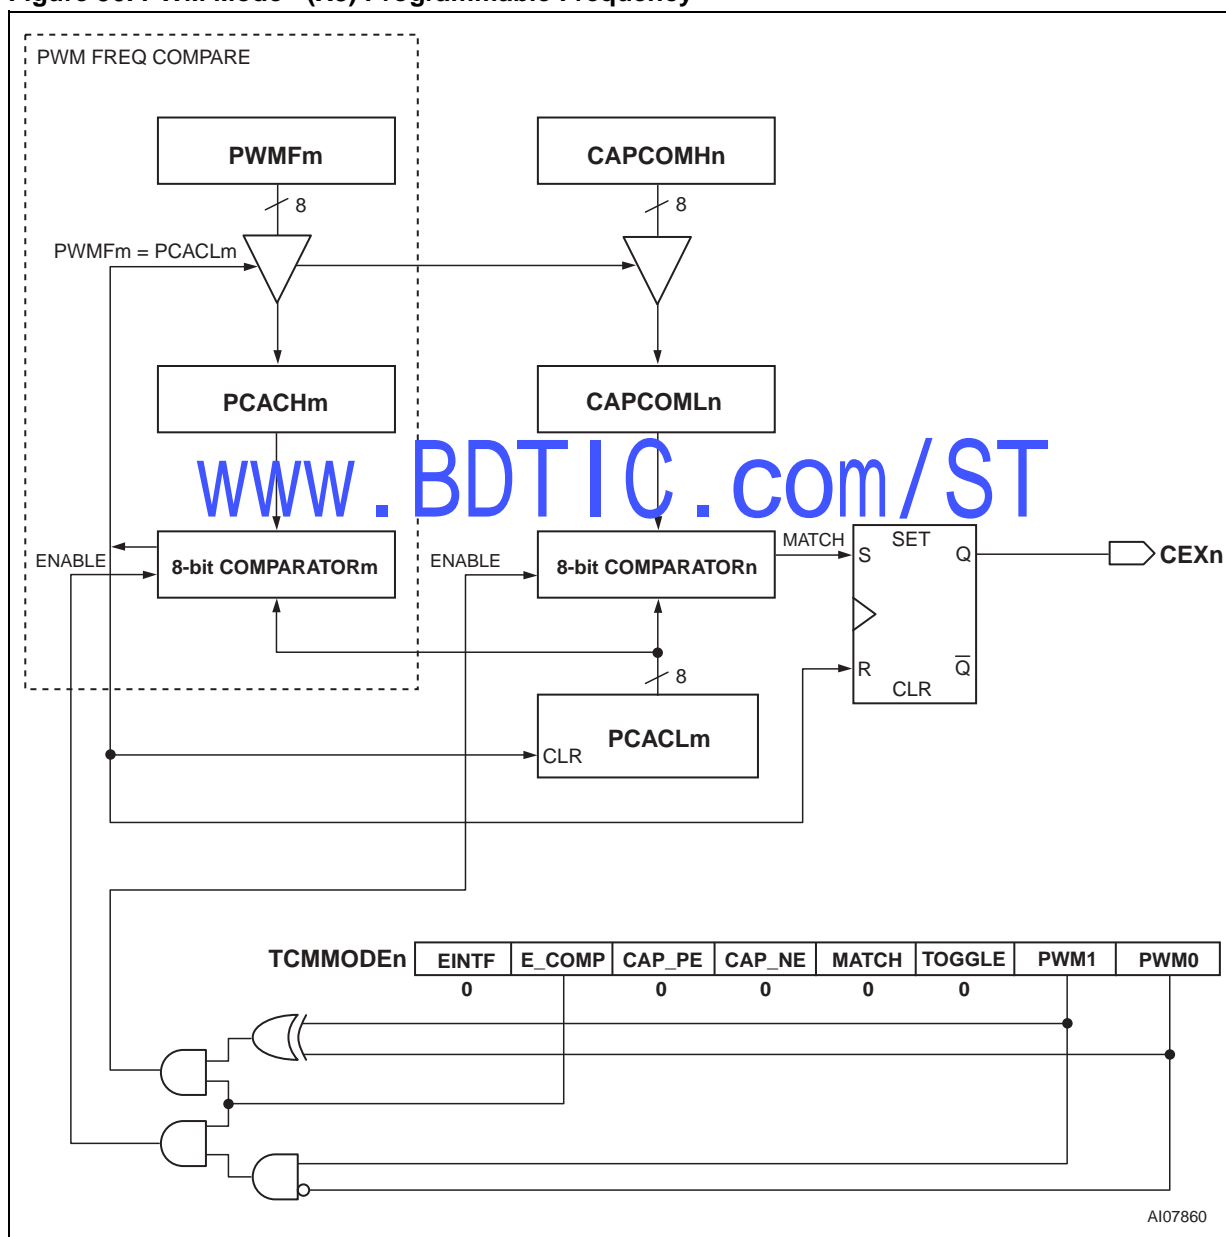 PWM FREQ COMPARE
PWMFm
CAPCOMHn
8
8
PWMFm = PCACLm
PCACHm
CAPCOMLn
www.BDTIC.com/ST
ENABLE
8-bit COMPARATORm
ENABLE
8-bit COMPARATORn
MATCH
SET
S
Q
CEXn
R
Q
CLR
8
PCACLm
CLR
TCMMODEn
EINTF E_COMP CAP_PE CAP_NE MATCH TOGGLE PWM1 PWM0
0 0 0 0 0
AI07860